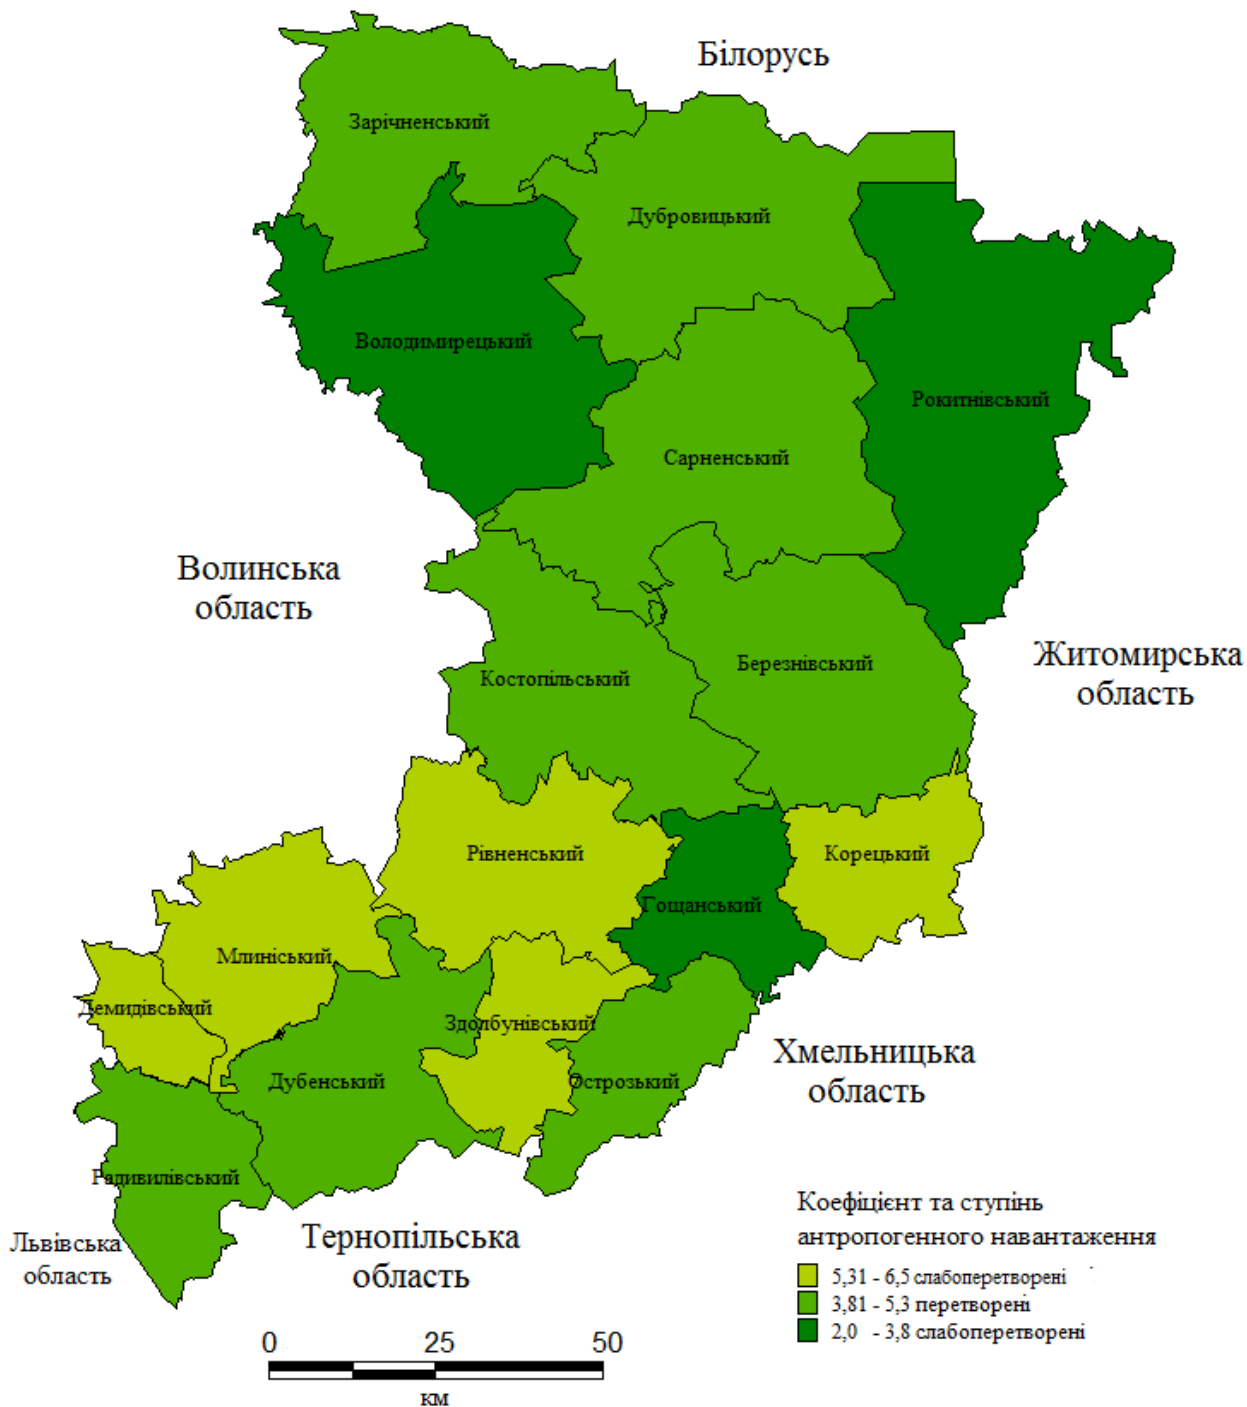 Білорусь
Зарічненський
Дубровицький
Володимирецький
Рокитнівський
Сарненський
Волинська
область
Житомирська
область
Березнівський
Костопільський
Рівненський
Корецький
Гощанський
Млиніський
Демидівський
Здолбунівський
Хмельницька
область
Дубенський
Острозький
Радивилівський
Львівська
область
Тернопільська
область
Коефіцієнт та ступінь
антропогенного навантаження
5,31 - 6,5 слабоперетворені
3,81 - 5,3 перетворені
2,0 - 3,8 слабоперетворені
0 25 50
км